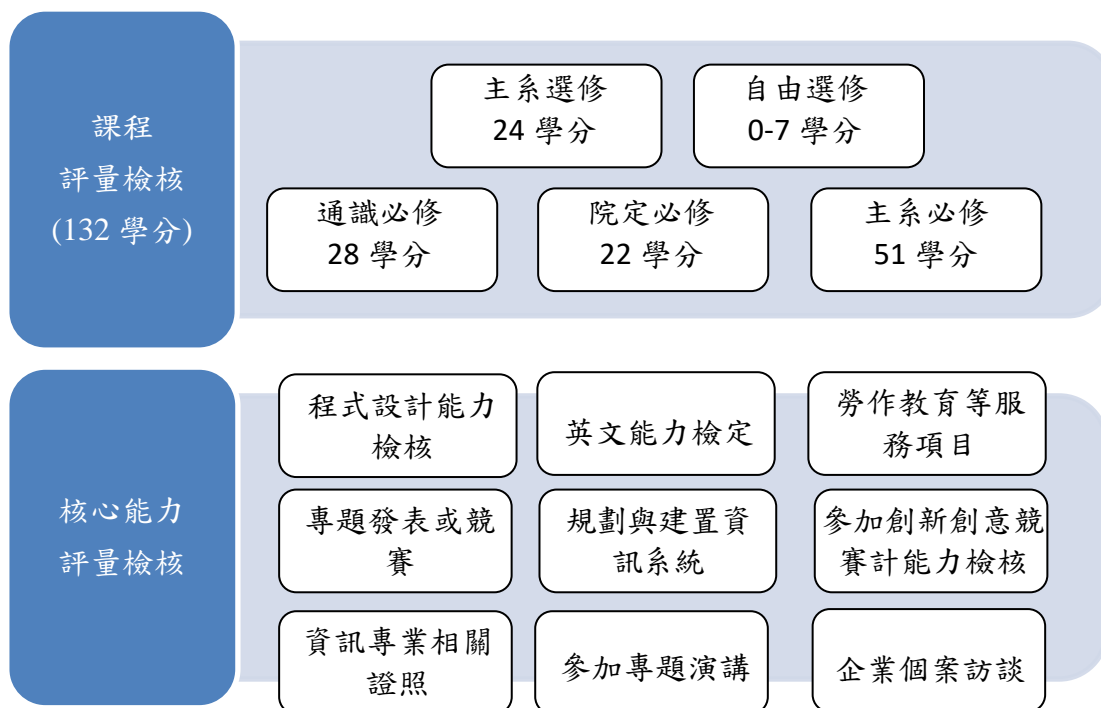 課程
評量檢核
(132 學分)
主系選修
24 學分
自由選修
0-7 學分
通識必修
28 學分
院定必修
22 學分
主系必修
51 學分
核心能力
評量檢核
程式設計能力
檢核
英文能力檢定
勞作教育等服
務項目
專題發表或競
賽
規劃與建置資
訊系統
參加創新創意競
賽計能力檢核
資訊專業相關
證照
參加專題演講
企業個案訪談